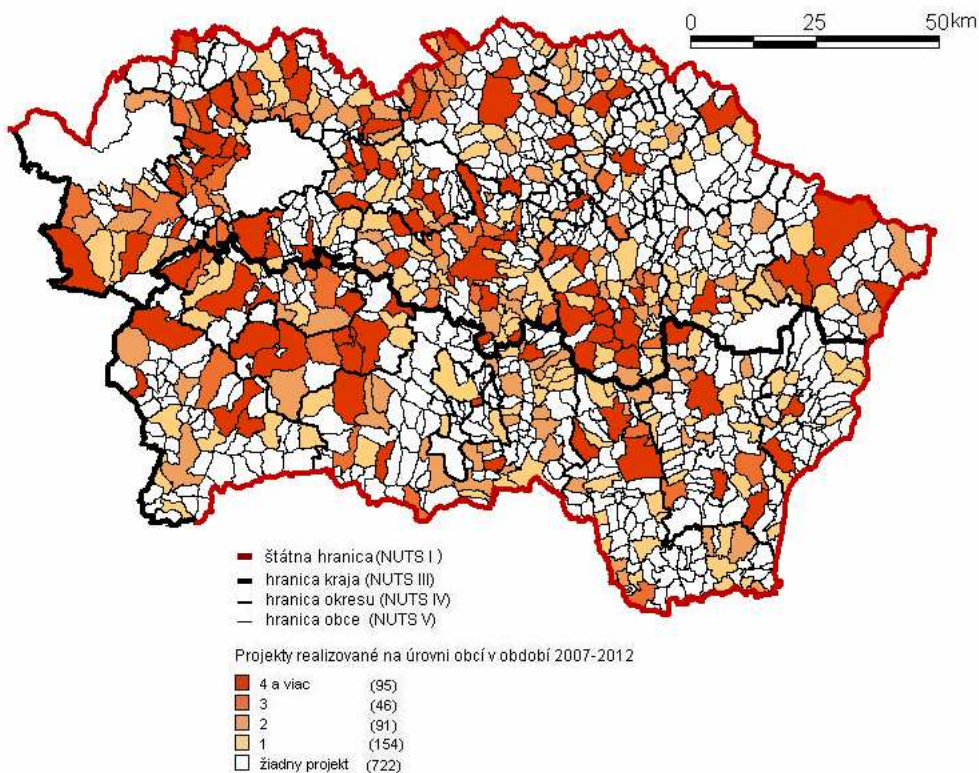 0 25 50km
štátna hranica (NUTS I )
hranica kraja (NUTS III)
hranica okresu (NUTS IV)
hranica obce (NUTS V)
Projekty realizované na úrovni obcí v období 2007-2012
4 a viac (95)
3 (46)
2 (91)
1 (154)
žiadny projekt (722)